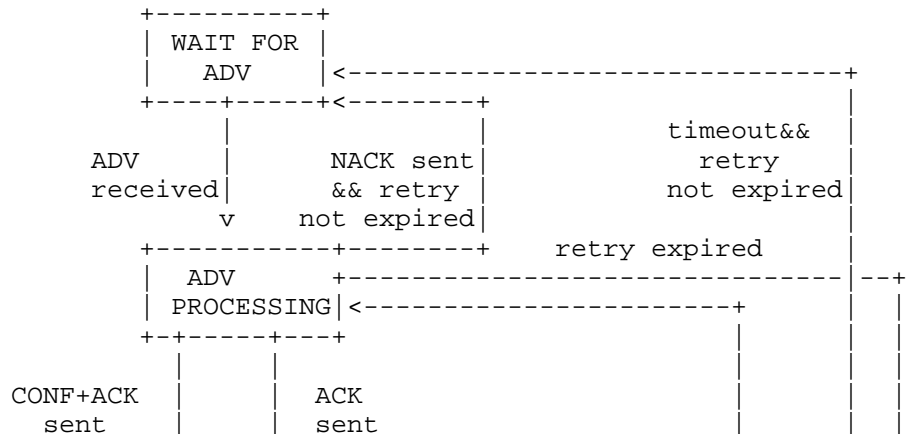 WAIT FOR
ADV
timeout&&
ADV NACK sent retry
received && retry not expired
v not expired
retry expired
ADV
PROCESSING
CONF+ACK ACK
sent sent